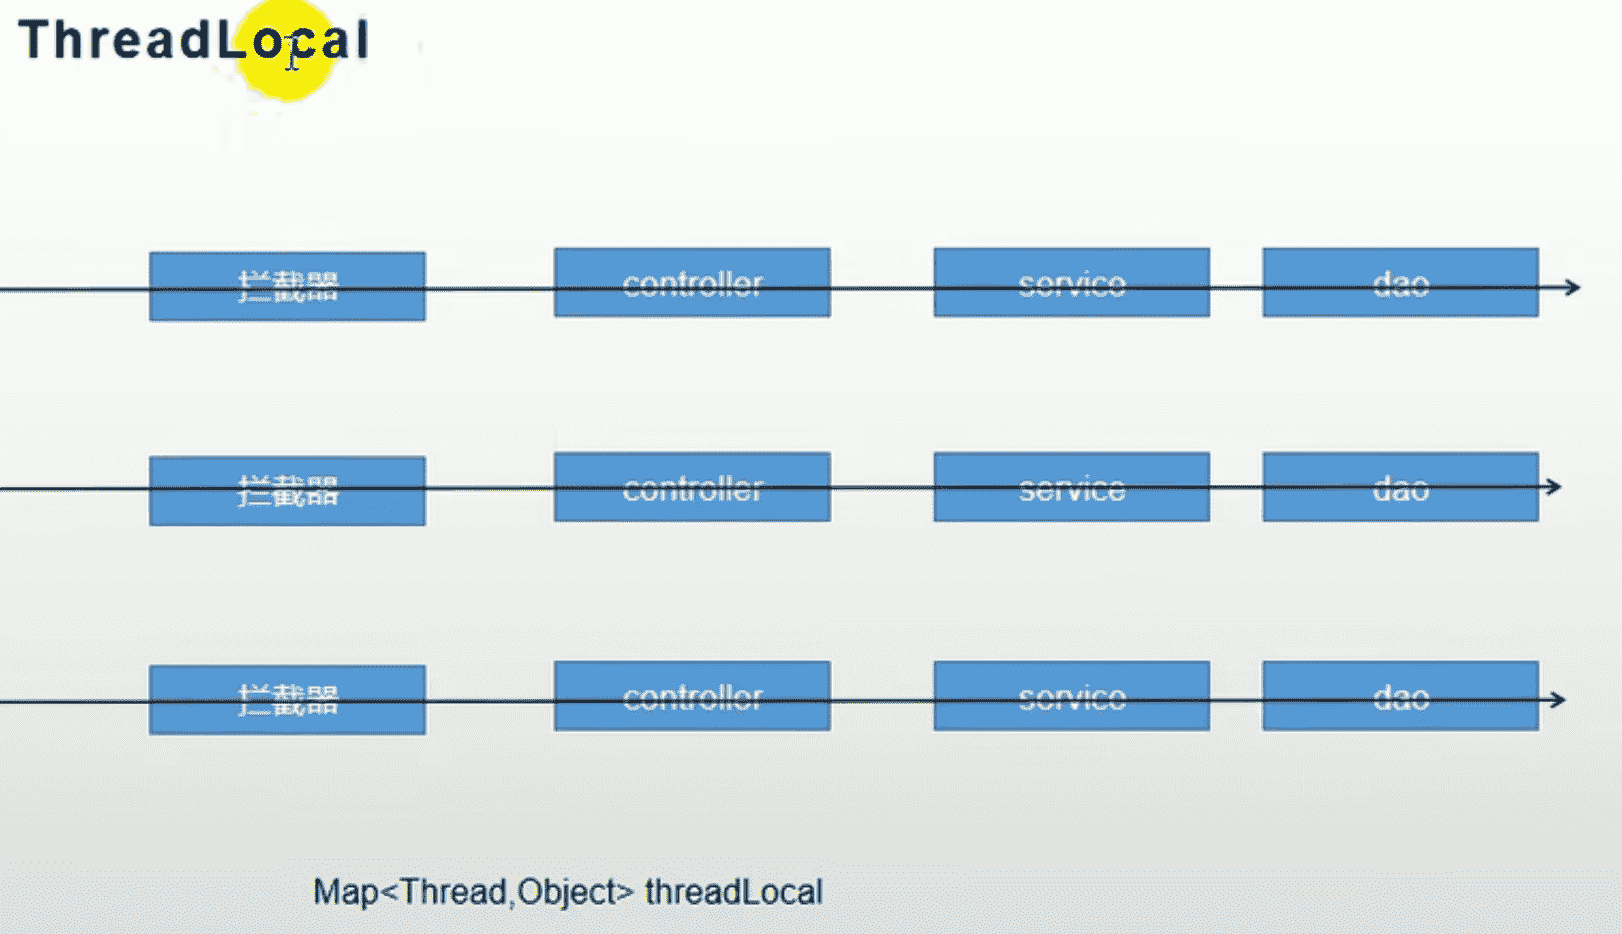 ThreadLocal
拦截器 controller service dao
拦截器 controller service dao
拦截器 controller service dao
Map<Thread,Object> threadLocal